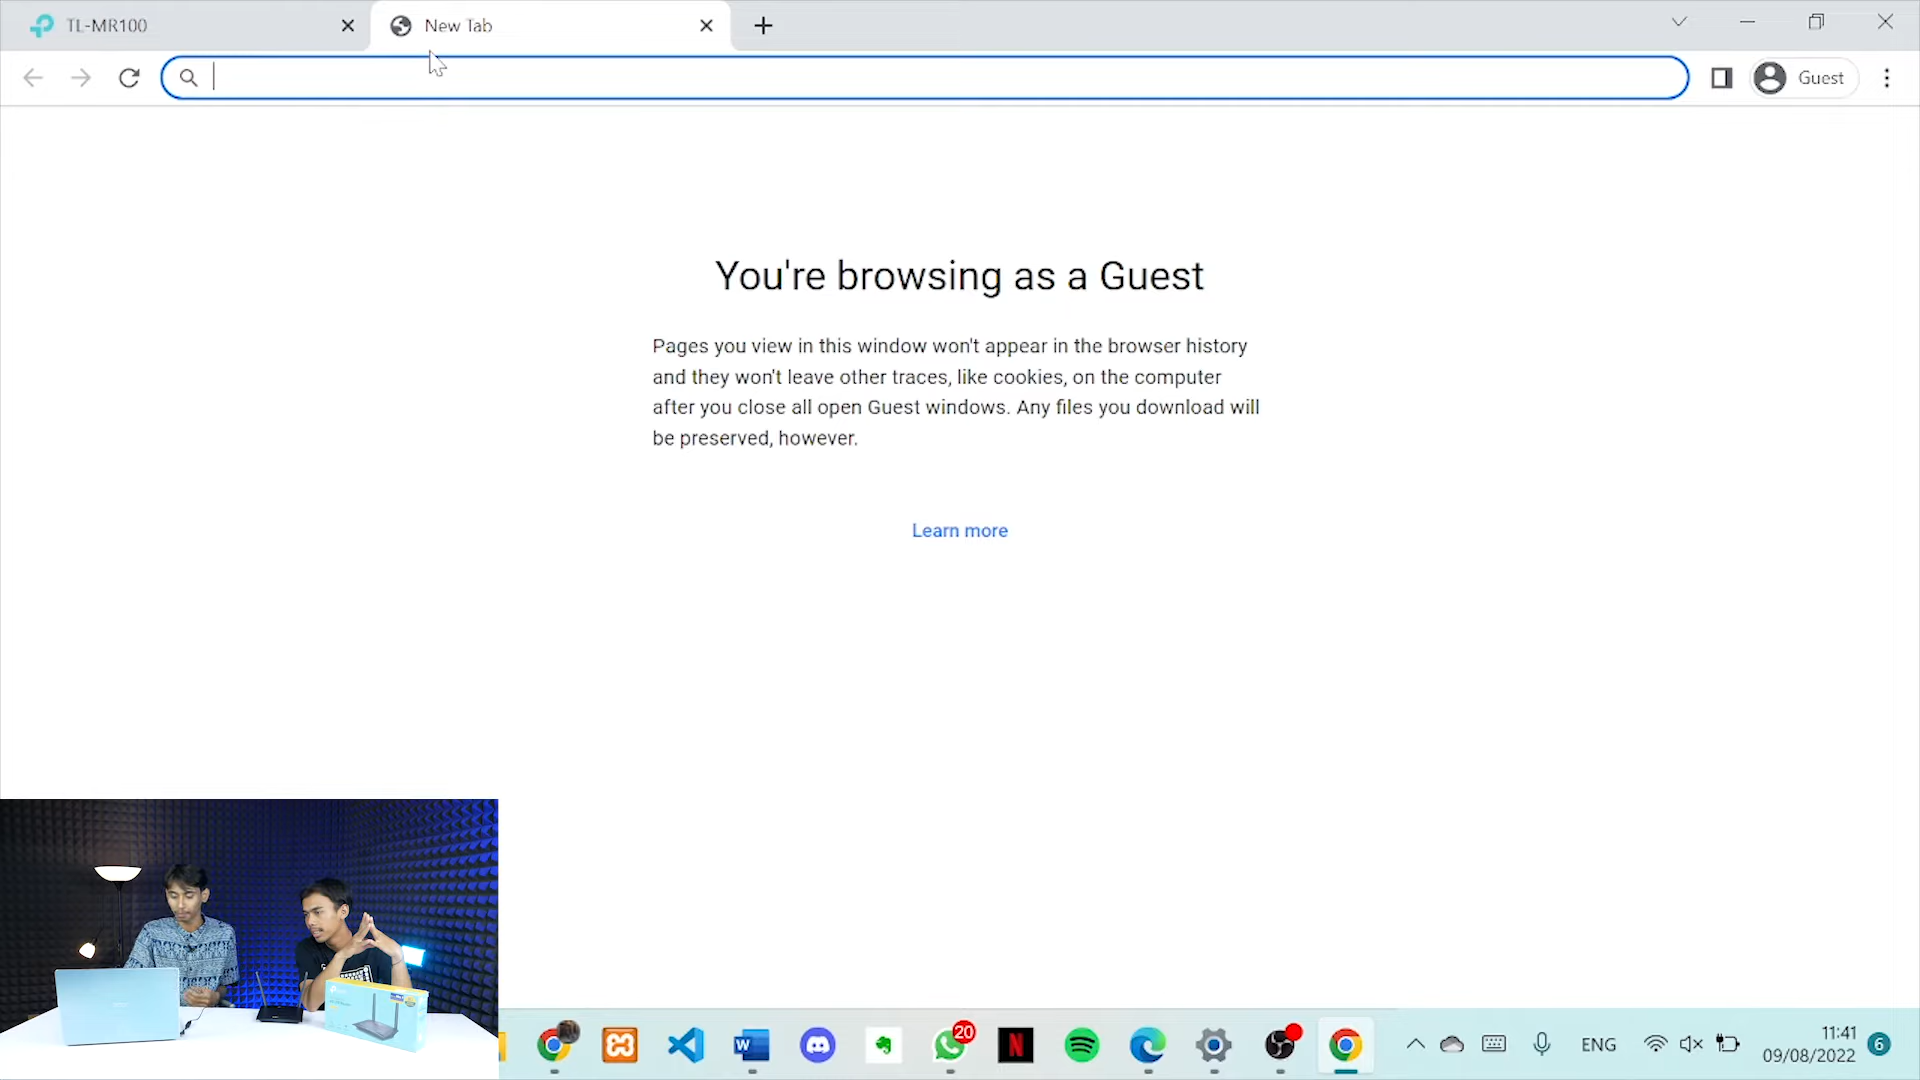 TL-MR100
New Tab
Guest
You're browsing as a Guest
Pages you view in this window won't appear in the browser history
and they won't leave other traces, like cookies, on the computer
after you close all open Guest windows. Any files you download will
be preserved, however.
Learn more
20
W
N
ENG
11:41
09/08/2022
6